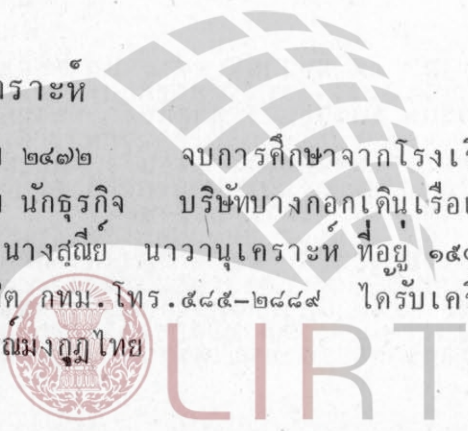 เคราะห์
๒๔๗๒ จบการศึกษาจากโรงเรี
นักธุรกิจ บริษัทบางกอกเดินเรือ
นางสุณีย์ นาวานุเคราะห์ ที่อยู่ ๑๕
กทม. โทร. ๕๘๕-๒๘๘๙ ได้รับเคริ
ณ์มงกุฎไทย
LIRT